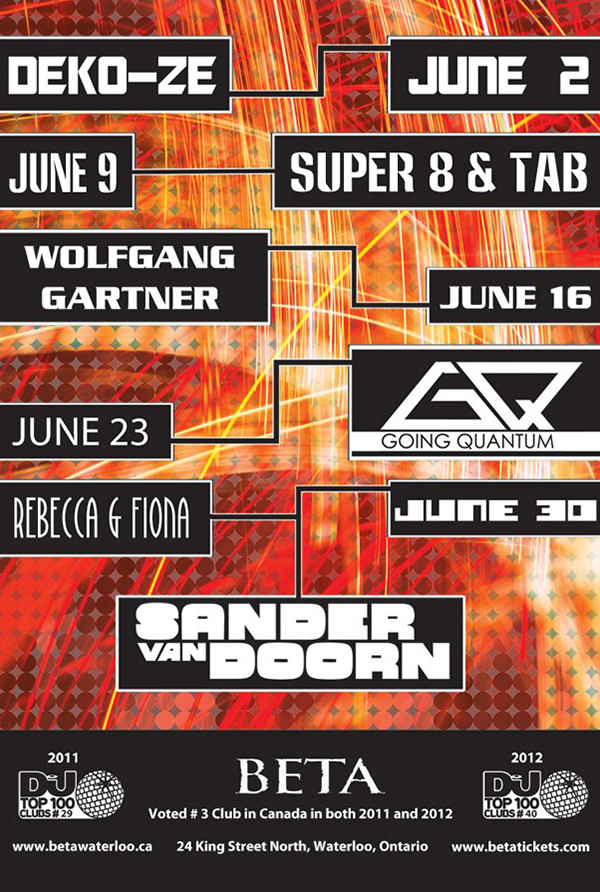 DEKO-ZE
JUNE 2
JUNE 9
SUPER 8 & TAB
WOLFGANG
GARTNER
JUNE 16
GQ
GOING QUANTUM
JUNE 23
REBECCA & FIONA
JUNE 30
SANDER
VAN DOORN
2011
DJ
TOP 100
CLUBS # 29
BETA
Voted # 3 Club in Canada in both 2011 and 2012
2012
DJ
TOP 100
CLUBS # 40
www.betawaterloo.ca
24 King Street North, Waterloo, Ontario
www.betatickets.com